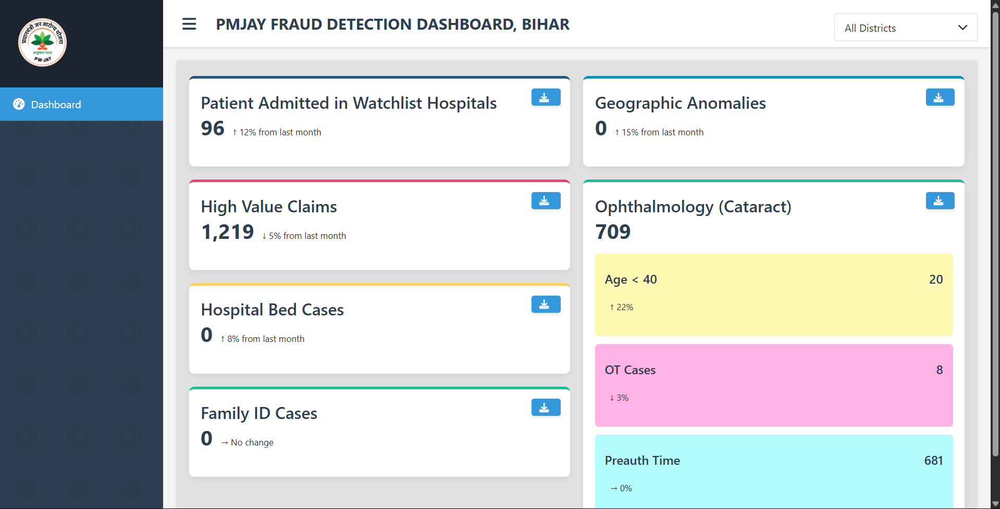 प्रधानमंत्री जन आरोग्य योजना
आयुष्मान भारत
PM-JAY
PMJAY FRAUD DETECTION DASHBOARD, BIHAR
All Districts
Dashboard
Patient Admitted in Watchlist Hospitals
96 ↑ 12% from last month
Geographic Anomalies
0 ↑ 15% from last month
High Value Claims
1,219 ↓ 5% from last month
Hospital Bed Cases
0 ↑ 8% from last month
Family ID Cases
0 → No change
Ophthalmology (Cataract)
709
Age < 40 20
↑ 22%
OT Cases 8
↓ 3%
Preauth Time 681
→ 0%